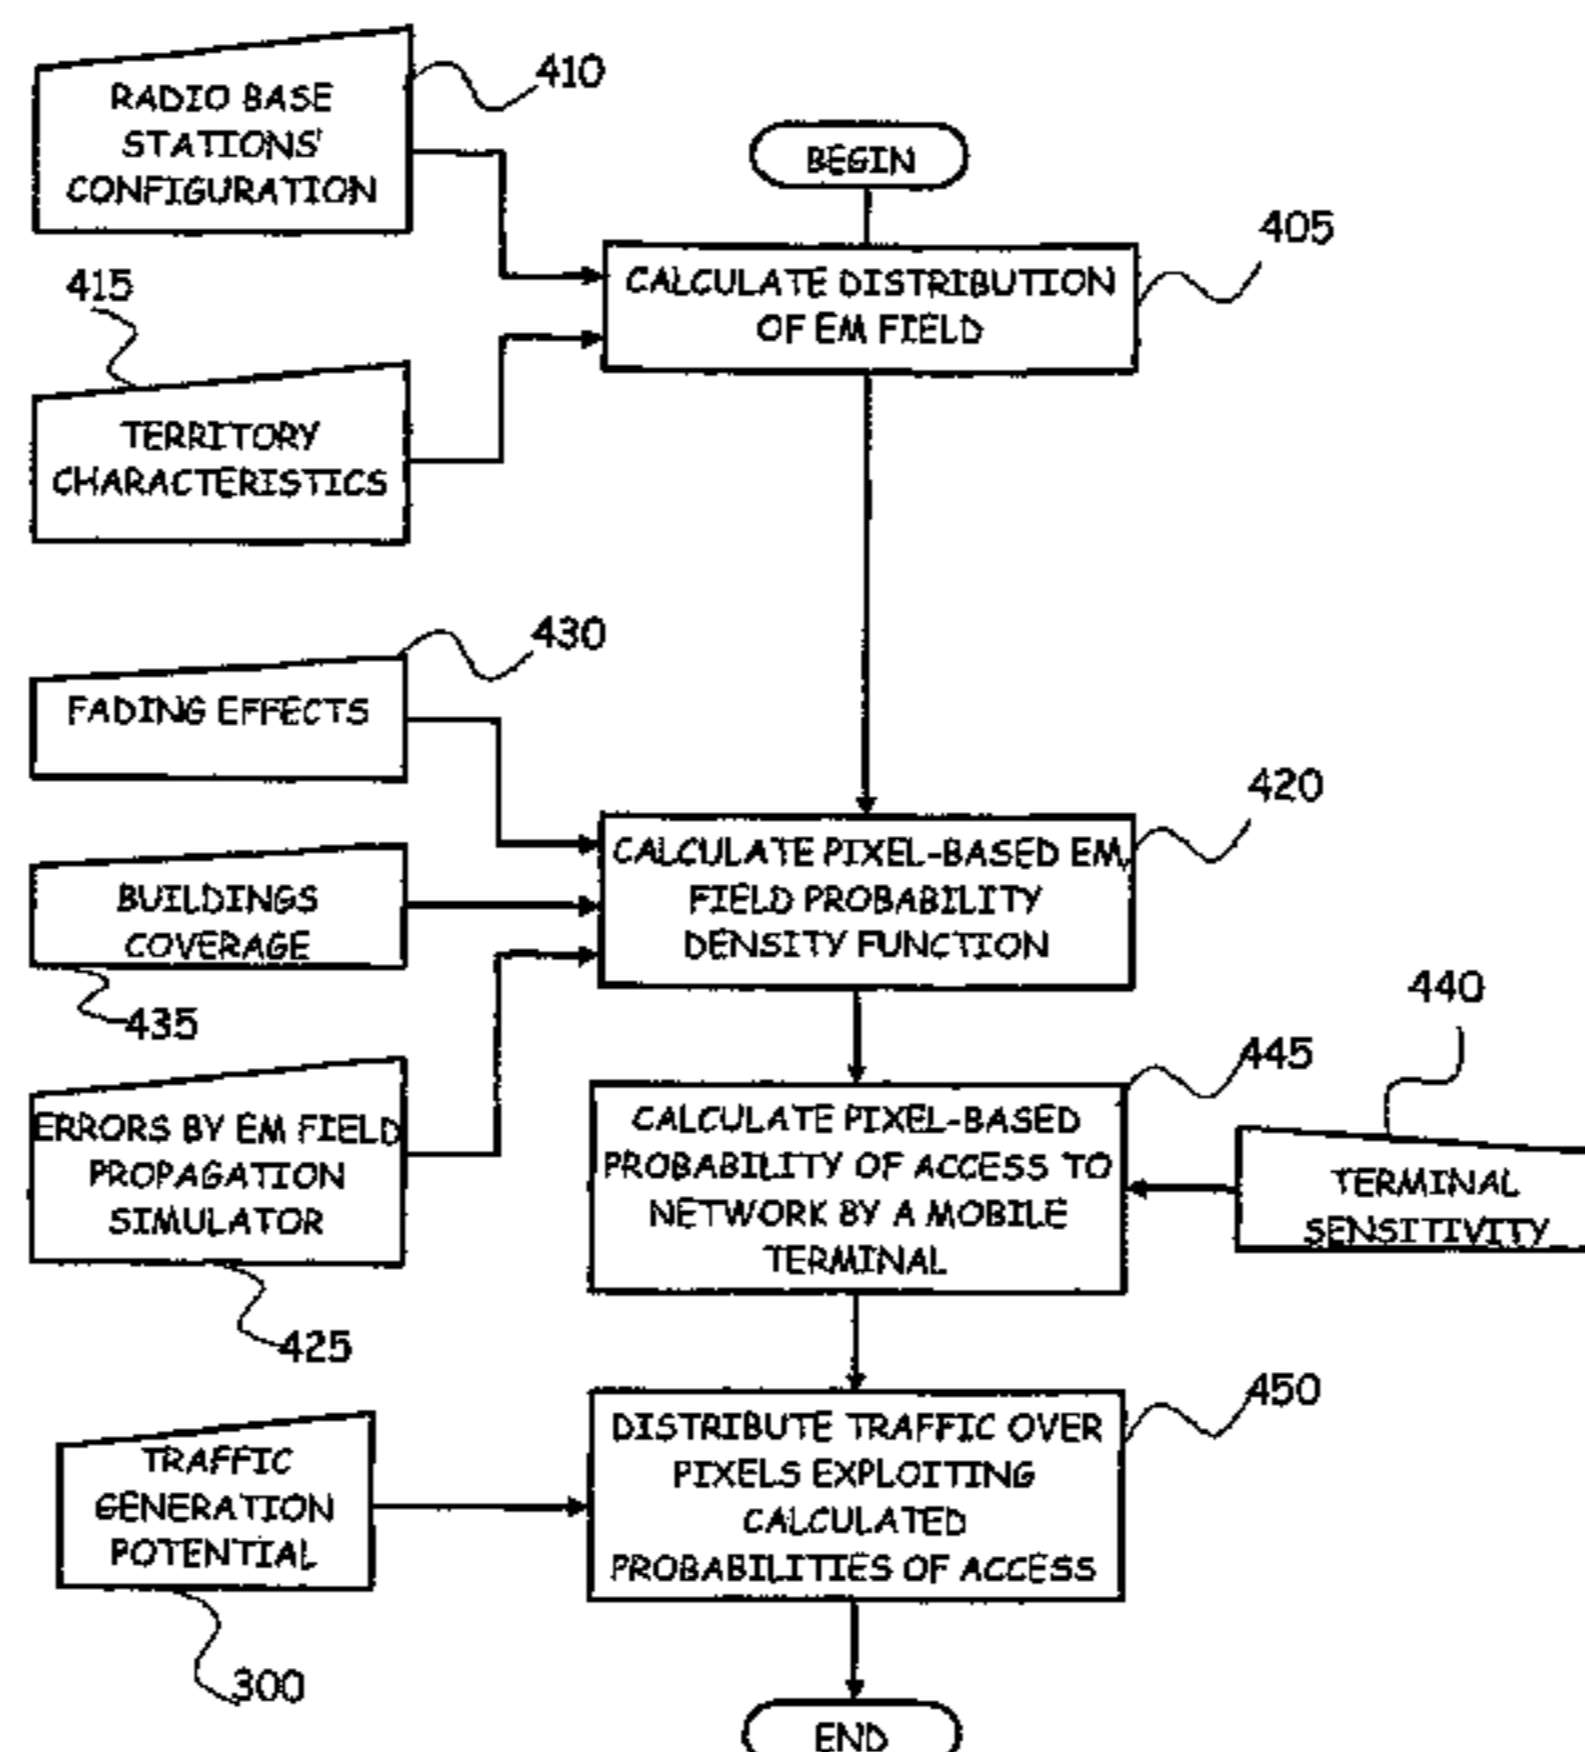 RADIO BASE
STATIONS'
CONFIGURATION
410
BEGIN
405
CALCULATE DISTRIBUTION
OF EM FIELD
415
TERRITORY
CHARACTERISTICS
430
FADING EFFECTS
420
CALCULATE PIXEL-BASED EM
FIELD PROBABILITY
DENSITY FUNCTION
BUILDINGS
COVERAGE
435
440
445
CALCULATE PIXEL-BASED
PROBABILITY OF ACCESS TO
NETWORK BY A MOBILE
TERMINAL
TERMINAL
SENSITIVITY
ERRORS BY EM FIELD
PROPAGATION
SIMULATOR
425
450
DISTRIBUTE TRAFFIC OVER
PIXELS EXPLOITING
CALCULATED
PROBABILITIES OF ACCESS
TRAFFIC
GENERATION
POTENTIAL
300
END